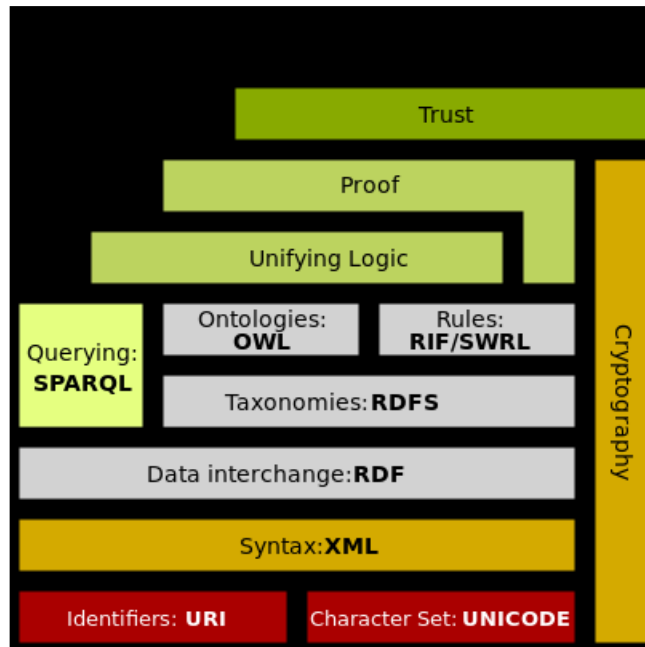 Trust
Proof
Unifying Logic
Ontologies:
OWL
Rules:
RIF/SWRL
Querying:
SPARQL
Taxonomies: RDFS
Data interchange:RDF
Syntax:XML
Identifiers: URI
Character Set: UNICODE
Cryptography